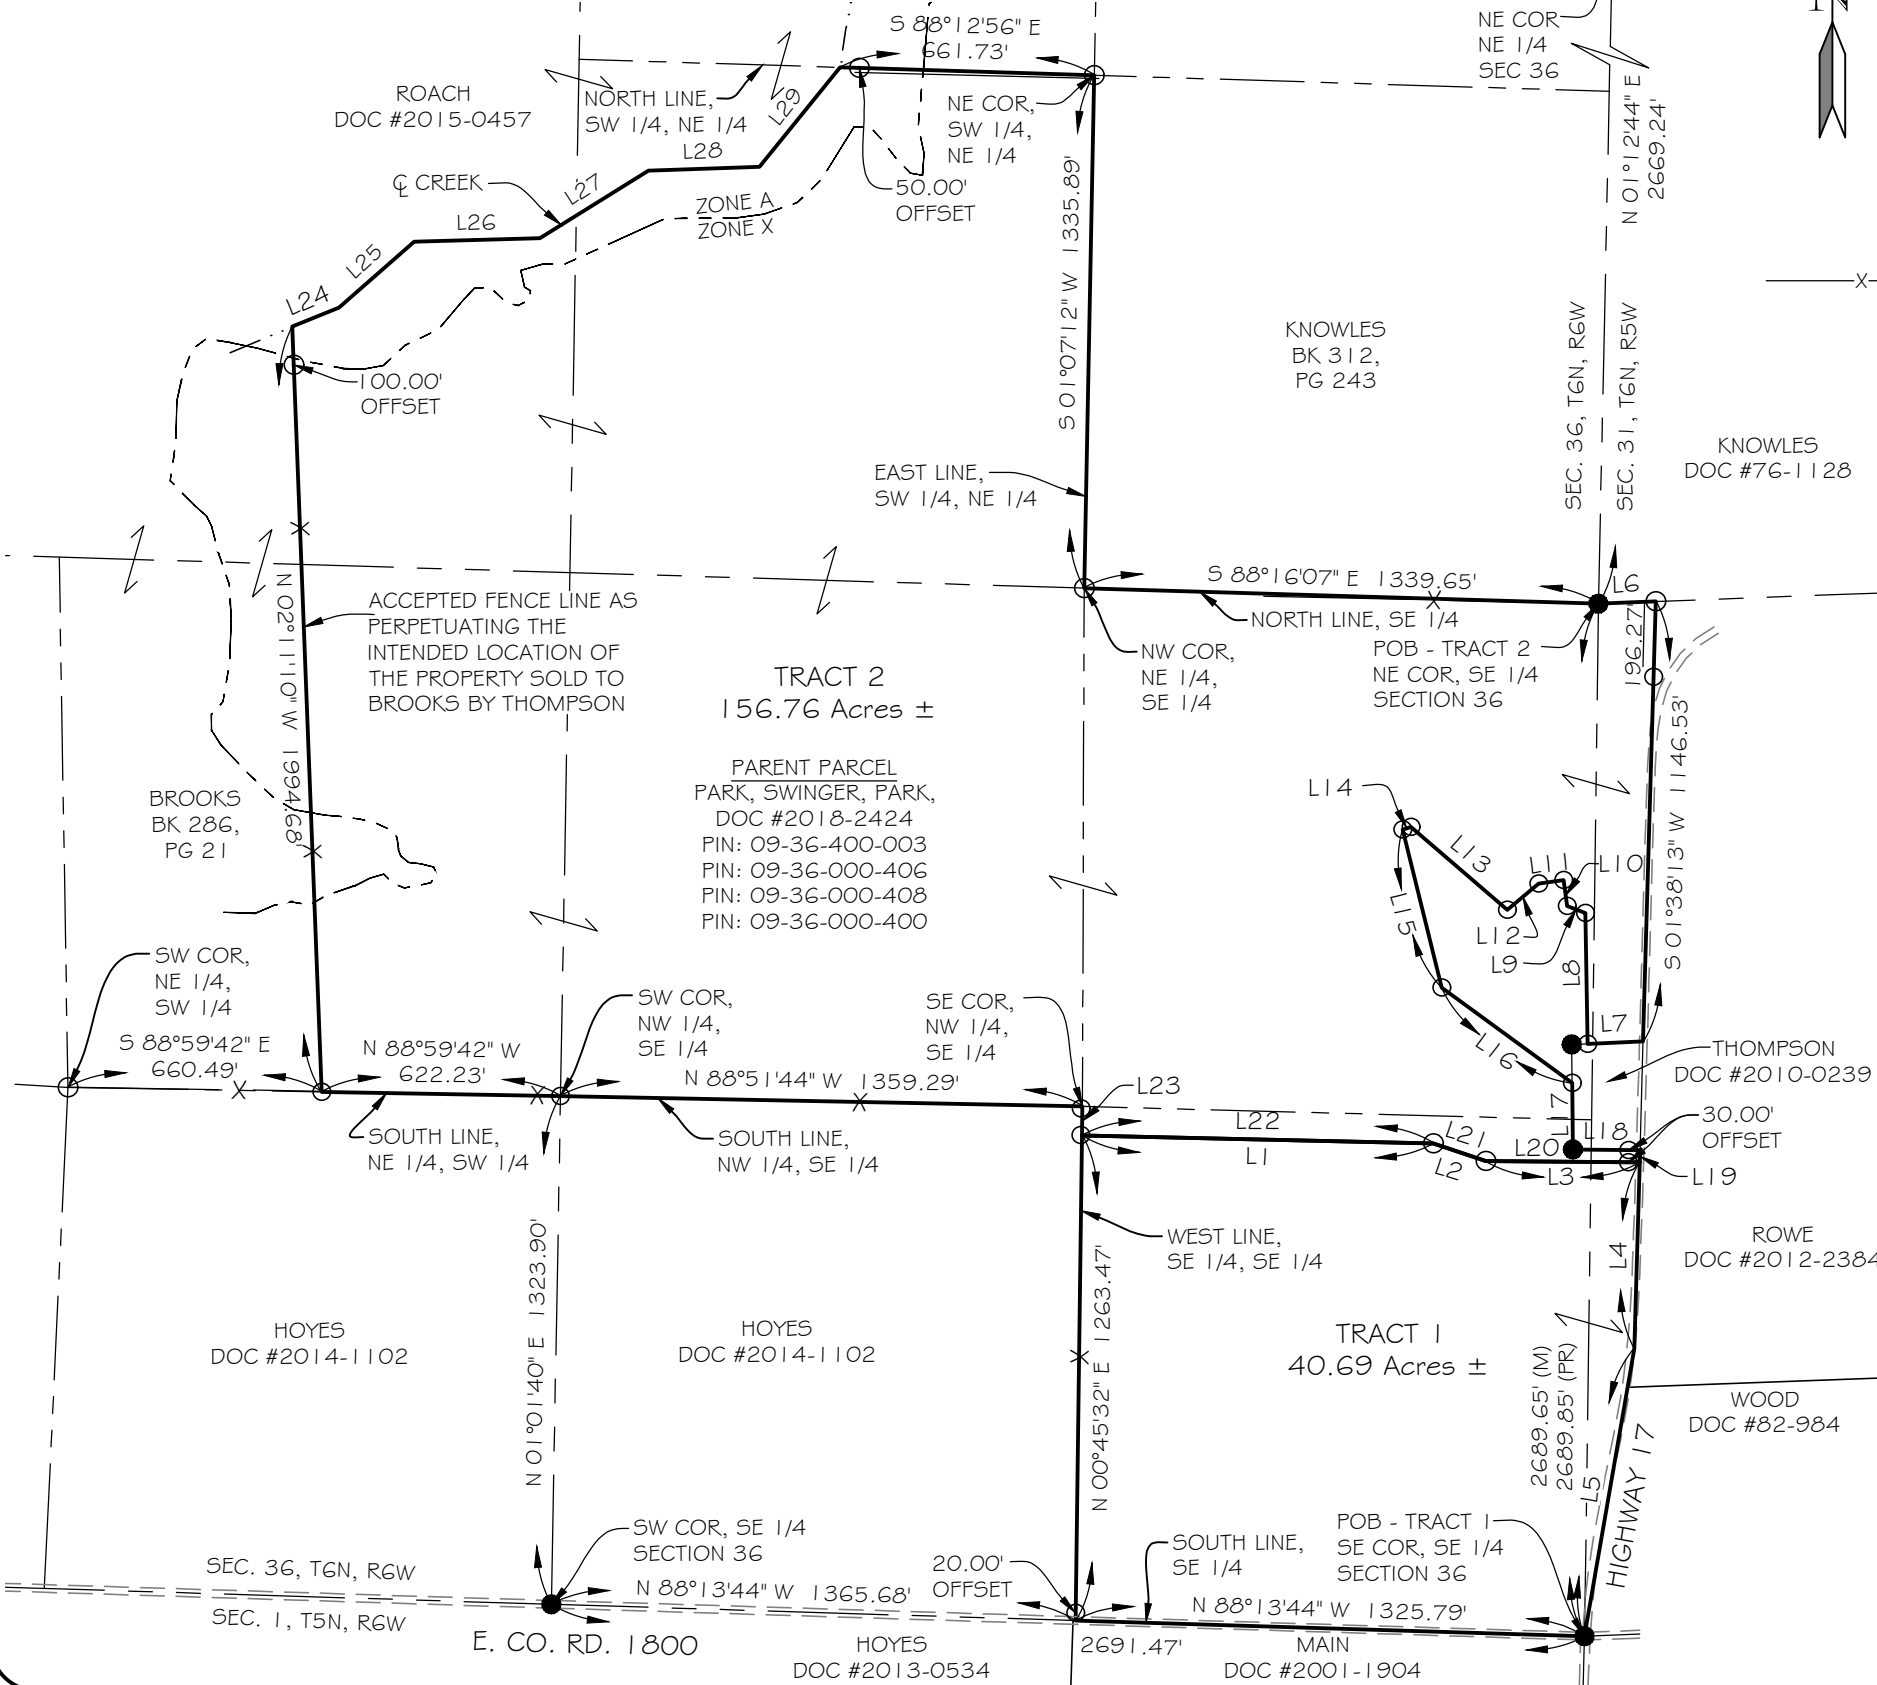 N
S 88°12'56" E
661.73'
NE COR
NE 1/4
SEC 36
ROACH
DOC #2015-0457
NORTH LINE,
SW 1/4, NE 1/4
L29
NE COR,
SW 1/4,
NE 1/4
N 01°12'44" E
2669.24'
L28
℄ CREEK
L27
50.00'
OFFSET
ZONE A
ZONE X
L26
L25
L24
S 01°07'12" W 1335.89'
X
KNOWLES
BK 312,
PG 243
SEC. 36, T6N, R6W
SEC. 31, T6N, R5W
100.00'
OFFSET
KNOWLES
DOC #76-1128
EAST LINE,
SW 1/4, NE 1/4
S 88°16'07" E 1339.65'
L6
X
NORTH LINE, SE 1/4
196.27'
N 02°11'10" W 1994.68'
X
X
ACCEPTED FENCE LINE AS
PERPETUATING THE
INTENDED LOCATION OF
THE PROPERTY SOLD TO
BROOKS BY THOMPSON
NW COR,
NE 1/4,
SE 1/4
POB - TRACT 2
NE COR, SE 1/4
SECTION 36
TRACT 2
156.76 Acres ±
PARENT PARCEL
PARK, SWINGER, PARK,
DOC #2018-2424
PIN: 09-36-400-003
PIN: 09-36-000-406
PIN: 09-36-000-408
PIN: 09-36-000-400
S 01°38'13" W 1146.53'
BROOKS
BK 286,
PG 21
L14
L13
L11
L10
L12
L9
L15
L8
L7
L16
SW COR,
NE 1/4,
SW 1/4
SW COR,
NW 1/4,
SE 1/4
SE COR,
NW 1/4,
SE 1/4
S 88°59'42" E
660.49'
X
N 88°59'42" W
622.23'
X
N 88°51'44" W 1359.29'
X
L23
THOMPSON
DOC #2010-0239
30.00'
OFFSET
L17
L18
L22
L21
L20
L1
L2
L3
L19
SOUTH LINE,
NE 1/4, SW 1/4
SOUTH LINE,
NW 1/4, SE 1/4
WEST LINE,
SE 1/4, SE 1/4
L4
ROWE
DOC #2012-2384
N 01°01'40" E 1323.90'
N 00°45'32" E 1263.47'
X
HOYES
DOC #2014-1102
HOYES
DOC #2014-1102
TRACT 1
40.69 Acres ±
2689.65' (M)
2689.85' (PR)
WOOD
DOC #82-984
L5
HIGHWAY 17
SW COR, SE 1/4
SECTION 36
SOUTH LINE,
SE 1/4
POB - TRACT 1
SE COR, SE 1/4
SECTION 36
SEC. 36, T6N, R6W
SEC. 1, T5N, R6W
20.00'
OFFSET
N 88°13'44" W 1365.68'
N 88°13'44" W 1325.79'
E. CO. RD. 1800
2691.47'
HOYES
DOC #2013-0534
MAIN
DOC #2001-1904